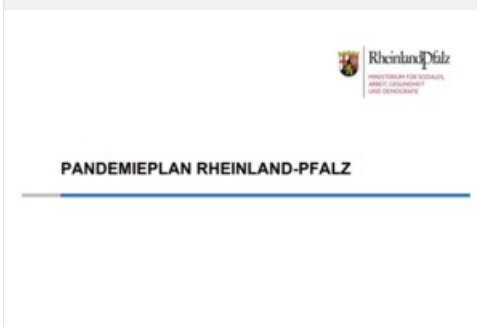 RheinlandPfalz
MINISTERIUM FÜR SOZIALES,
ARBEIT, GESUNDHEIT
UND DEMOGRAFIE
PANDEMIEPLAN RHEINLAND-PFALZ